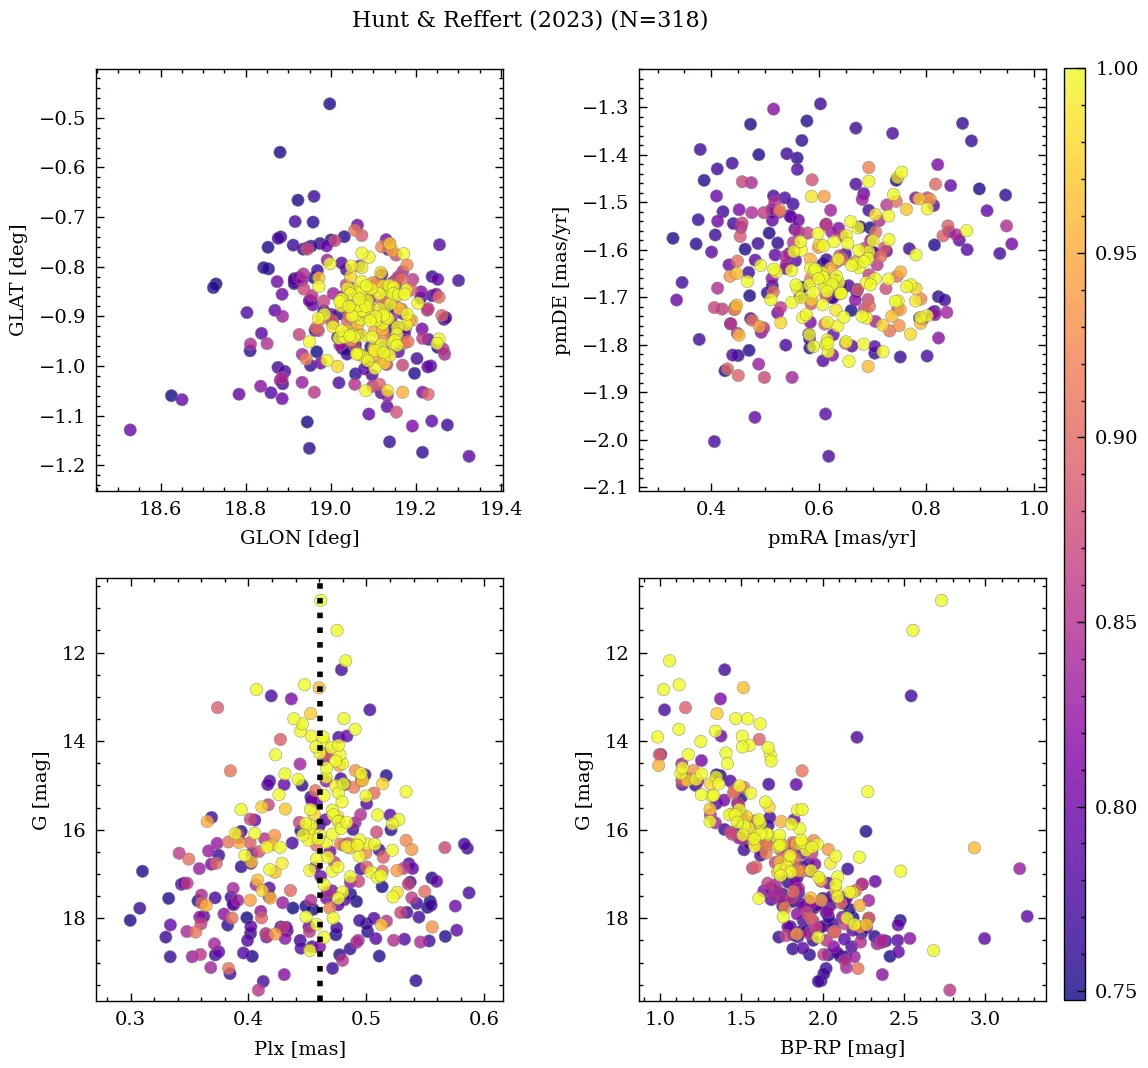 Hunt & Reffert (2023) (N=318)
−0.5
−0.6
−0.7
−0.8
−0.9
−1.0
−1.1
−1.2
GLAT [deg]
18.6 18.8 19.0 19.2 19.4
GLON [deg]
−1.3
−1.4
−1.5
−1.6
−1.7
−1.8
−1.9
−2.0
−2.1
pmDE [mas/yr]
0.4 0.6 0.8 1.0
pmRA [mas/yr]
12
14
16
18
G [mag]
0.3 0.4 0.5 0.6
Plx [mas]
12
14
16
18
G [mag]
1.0 1.5 2.0 2.5 3.0
BP-RP [mag]
1.00
0.95
0.90
0.85
0.80
0.75